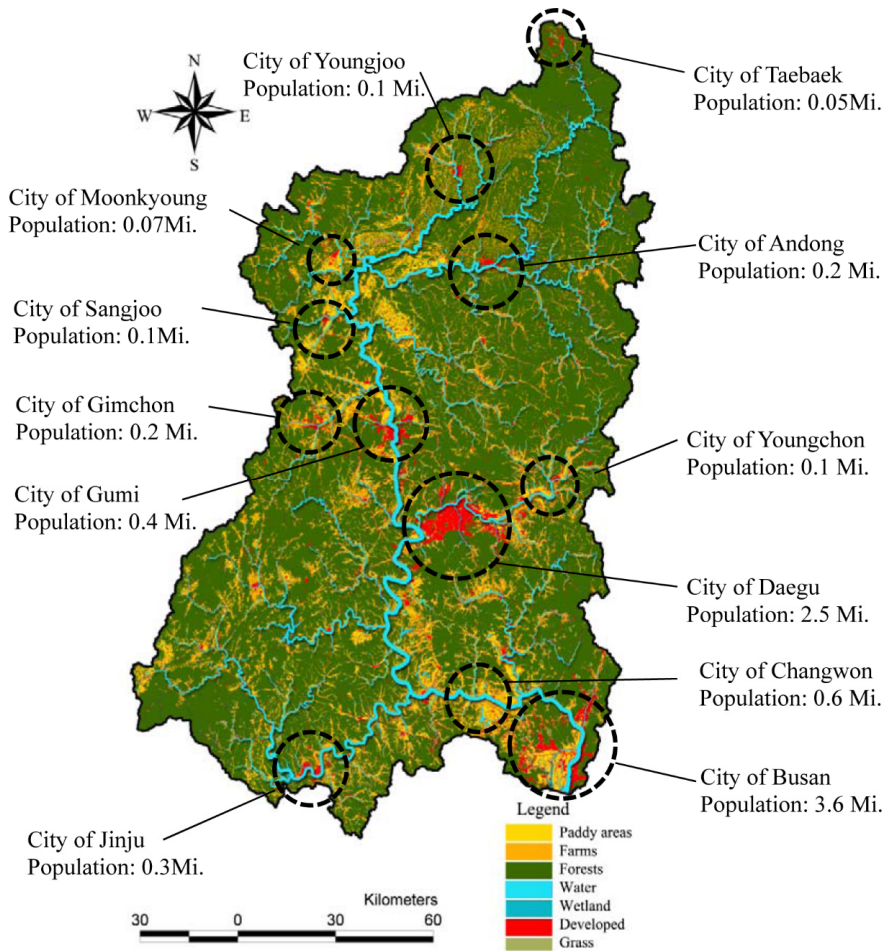 City of Youngjoo
Population: 0.1 Mi.
City of Taebaek
Population: 0.05Mi.
N
W
E
S
City of Moonkyoung
Population: 0.07Mi.
City of Andong
Population: 0.2 Mi.
City of Sangjoo
Population: 0.1Mi.
City of Gimchon
Population: 0.2 Mi.
City of Youngchon
Population: 0.1 Mi.
City of Gumi
Population: 0.4 Mi.
City of Daegu
Population: 2.5 Mi.
City of Changwon
Population: 0.6 Mi.
City of Busan
Population: 3.6 Mi.
City of Jinju
Population: 0.3Mi.
Legend
Paddy areas
Farms
Forests
Water
Wetland
Developed
Grass
Kilometers
30 0 30 60